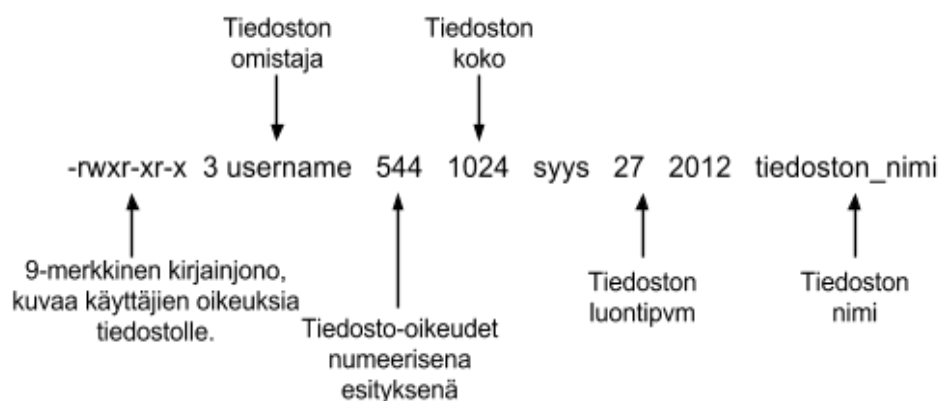 Tiedoston
omistaja
Tiedoston
koko
-rwxr-xr-x 3 username 544 1024 syys 27 2012 tiedoston_nimi
9-merkkinen kirjainjono,
kuvaa käyttäjien oikeuksia
tiedostolle.
Tiedosto-oikeudet
numeerisena
esityksenä
Tiedoston
luontipvm
Tiedoston
nimi